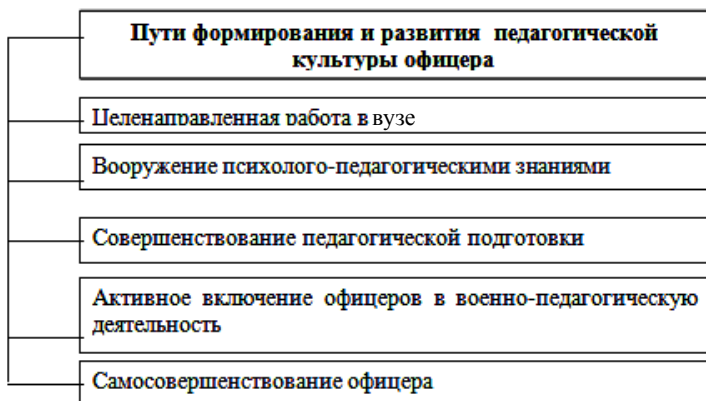 Пути формирования и развития педагогической
культуры офицера
Целенаправленная работа в вузе
Вооружение психолого-педагогическими знаниями
Совершенствование педагогической подготовки
Активное включение офицеров в военно-педагогическую
деятельность
Самосовершенствование офицера